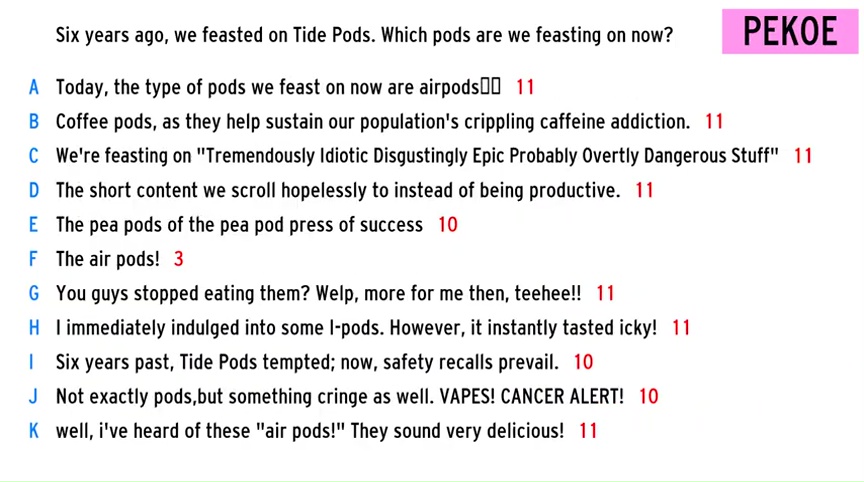 Six years ago, we feasted on Tide Pods. Which pods are we feasting on now?
PEKOE
A Today, the type of pods we feast on now are airpods▯▯ 11
B Coffee pods, as they help sustain our population's crippling caffeine addiction. 11
C We're feasting on "Tremendously Idiotic Disgustingly Epic Probably Overtly Dangerous Stuff" 11
D The short content we scroll hopelessly to instead of being productive. 11
E The pea pods of the pea pod press of success 10
F The air pods! 3
G You guys stopped eating them? Welp, more for me then, teehee!! 11
H I immediately indulged into some I-pods. However, it instantly tasted icky! 11
I Six years past, Tide Pods tempted; now, safety recalls prevail. 10
J Not exactly pods,but something cringe as well. VAPES! CANCER ALERT! 10
K well, i've heard of these "air pods!" They sound very delicious! 11